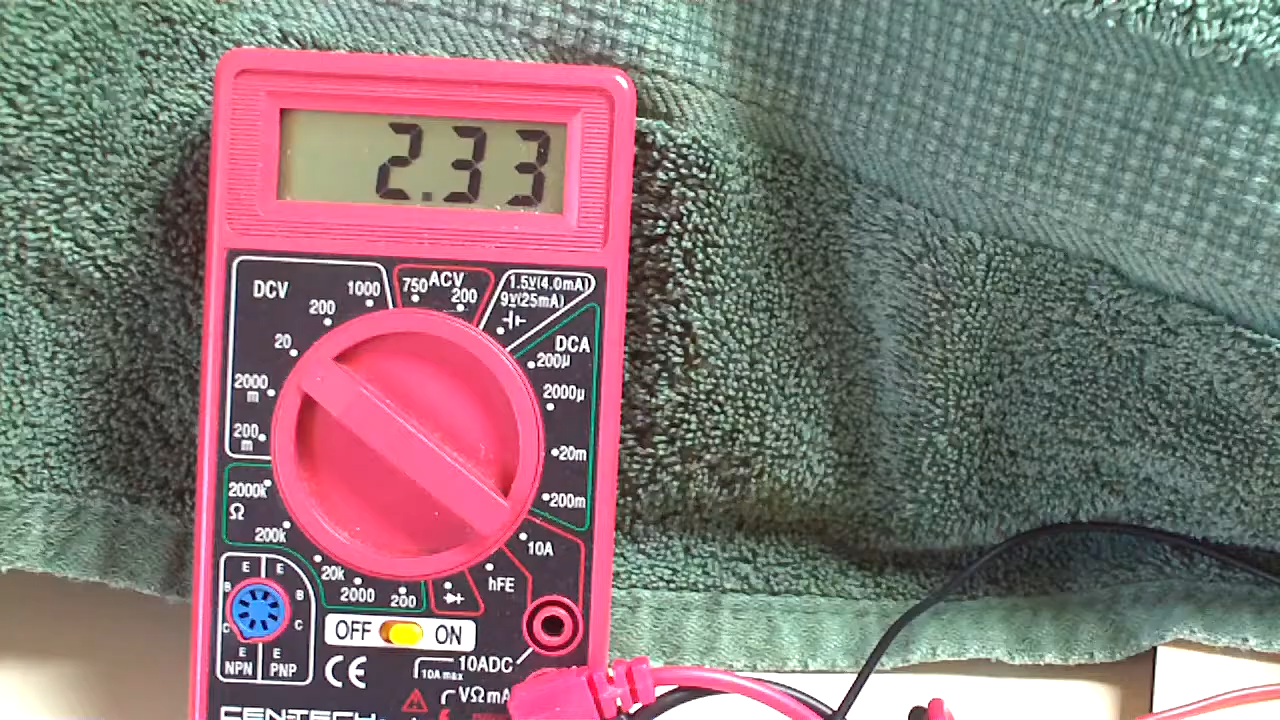 2.33
DCV
1000
750 ACV 200
1.5V(4.0mA)
9V(25mA)
200
20
2000
m
200
m
DCA
200µ
2000µ
20m
200m
2000k
Ω
200k
20k
2000
200
10A
hFE
E E
B B
C C
E E
NPN PNP
OFF ON
CE
10ADC
10A max
VΩmA
CEN-TECH